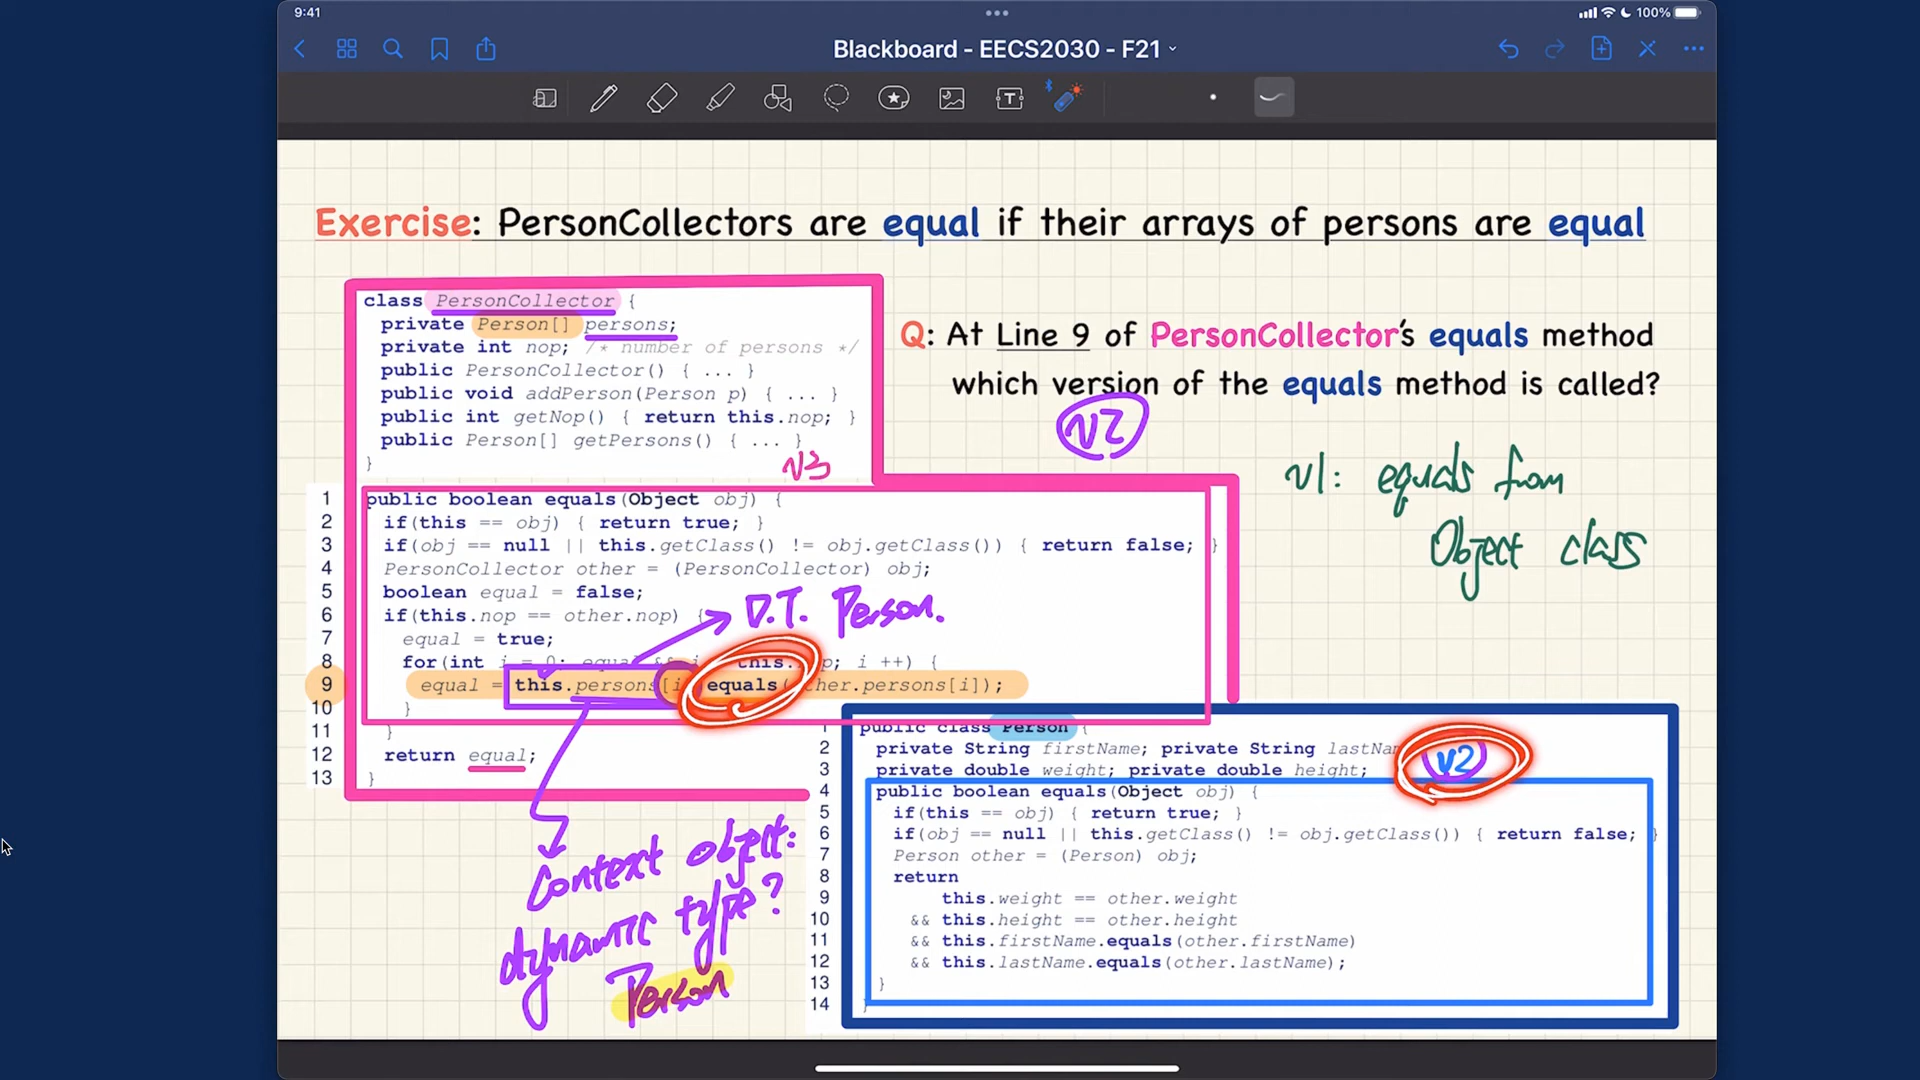 9:41
100%
Blackboard - EECS2030 - F21
Exercise: PersonCollectors are equal if their arrays of persons are equal
class PersonCollector {
private Person[] persons;
private int nop; /* number of persons */
public PersonCollector() { ... }
public void addPerson(Person p) { ... }
public int getNop() { return this.nop; }
public Person[] getPersons() { ... }
}
v3
Q: At Line 9 of PersonCollector's equals method
which version of the equals method is called?
v2
v1: equals from
Object class
1 public boolean equals(Object obj) {
2 if(this == obj) { return true; }
3 if(obj == null || this.getClass() != obj.getClass()) { return false; }
4 PersonCollector other = (PersonCollector) obj;
5 boolean equal = false;
6 if(this.nop == other.nop) {
D.T. Person.
7 equal = true;
8 for(int i = 0; equal && i this. p; i ++) {
9 equal = this.persons[i equals( her.persons[i]);
10 }
11 }
12 return equal;
13 }
Context object:
dynamic type?
Person
1 public class Person {
2 private String firstName; private String lastNam
v2
3 private double weight; private double height;
4 public boolean equals(Object obj) {
5 if(this == obj) { return true; }
6 if(obj == null || this.getClass() != obj.getClass()) { return false; }
7 Person other = (Person) obj;
8 return
9 this.weight == other.weight
10 && this.height == other.height
11 && this.firstName.equals(other.firstName)
12 && this.lastName.equals(other.lastName);
13 }
14 }